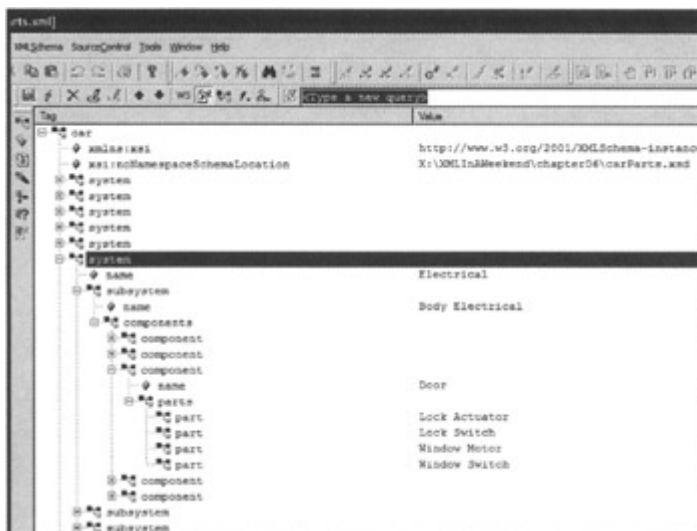 rts.xml]
XMLSchema SourceControl Tools Window Help
<Type a new query>
Tag Value
car
xmlns:xsi http://www.w3.org/2001/XMLSchema-instanc
xsi:noNamespaceSchemaLocation X:\XMLInAWeekend\chapter06\carParts.xsd
system
system
system
system
system
system
name Electrical
subsystem
name Body Electrical
components
component
component
component
name Door
parts
part Lock Actuator
part Lock Switch
part Window Motor
part Window Switch
component
component
subsystem
subsystem